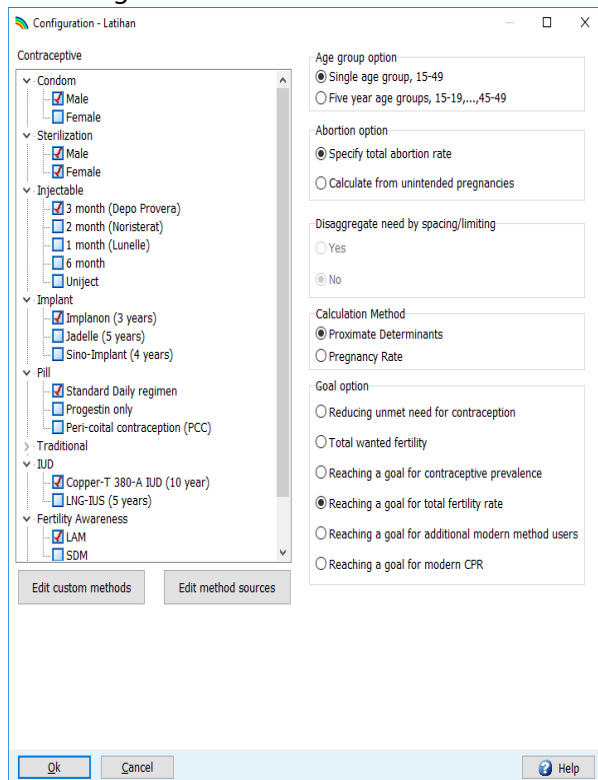 Configuration - Latihan
Contraceptive
Condom
Male
Female
Sterilization
Male
Female
Injectable
3 month (Depo Provera)
2 month (Noristerat)
1 month (Lunelle)
6 month
Uniject
Implant
Implanon (3 years)
Jadelle (5 years)
Sino-Implant (4 years)
Pill
Standard Daily regimen
Progestin only
Peri-coital contraception (PCC)
Traditional
IUD
Copper-T 380-A IUD (10 year)
LNG-IUS (5 years)
Fertility Awareness
LAM
SDM
Edit custom methods
Edit method sources
Age group option
Single age group, 15-49
Five year age groups, 15-19,...,45-49
Abortion option
Specify total abortion rate
Calculate from unintended pregnancies
Disaggregate need by spacing/limiting
Yes
No
Calculation Method
Proximate Determinants
Pregnancy Rate
Goal option
Reducing unmet need for contraception
Total wanted fertility
Reaching a goal for contraceptive prevalence
Reaching a goal for total fertility rate
Reaching a goal for additional modern method users
Reaching a goal for modern CPR
Ok
Cancel
Help